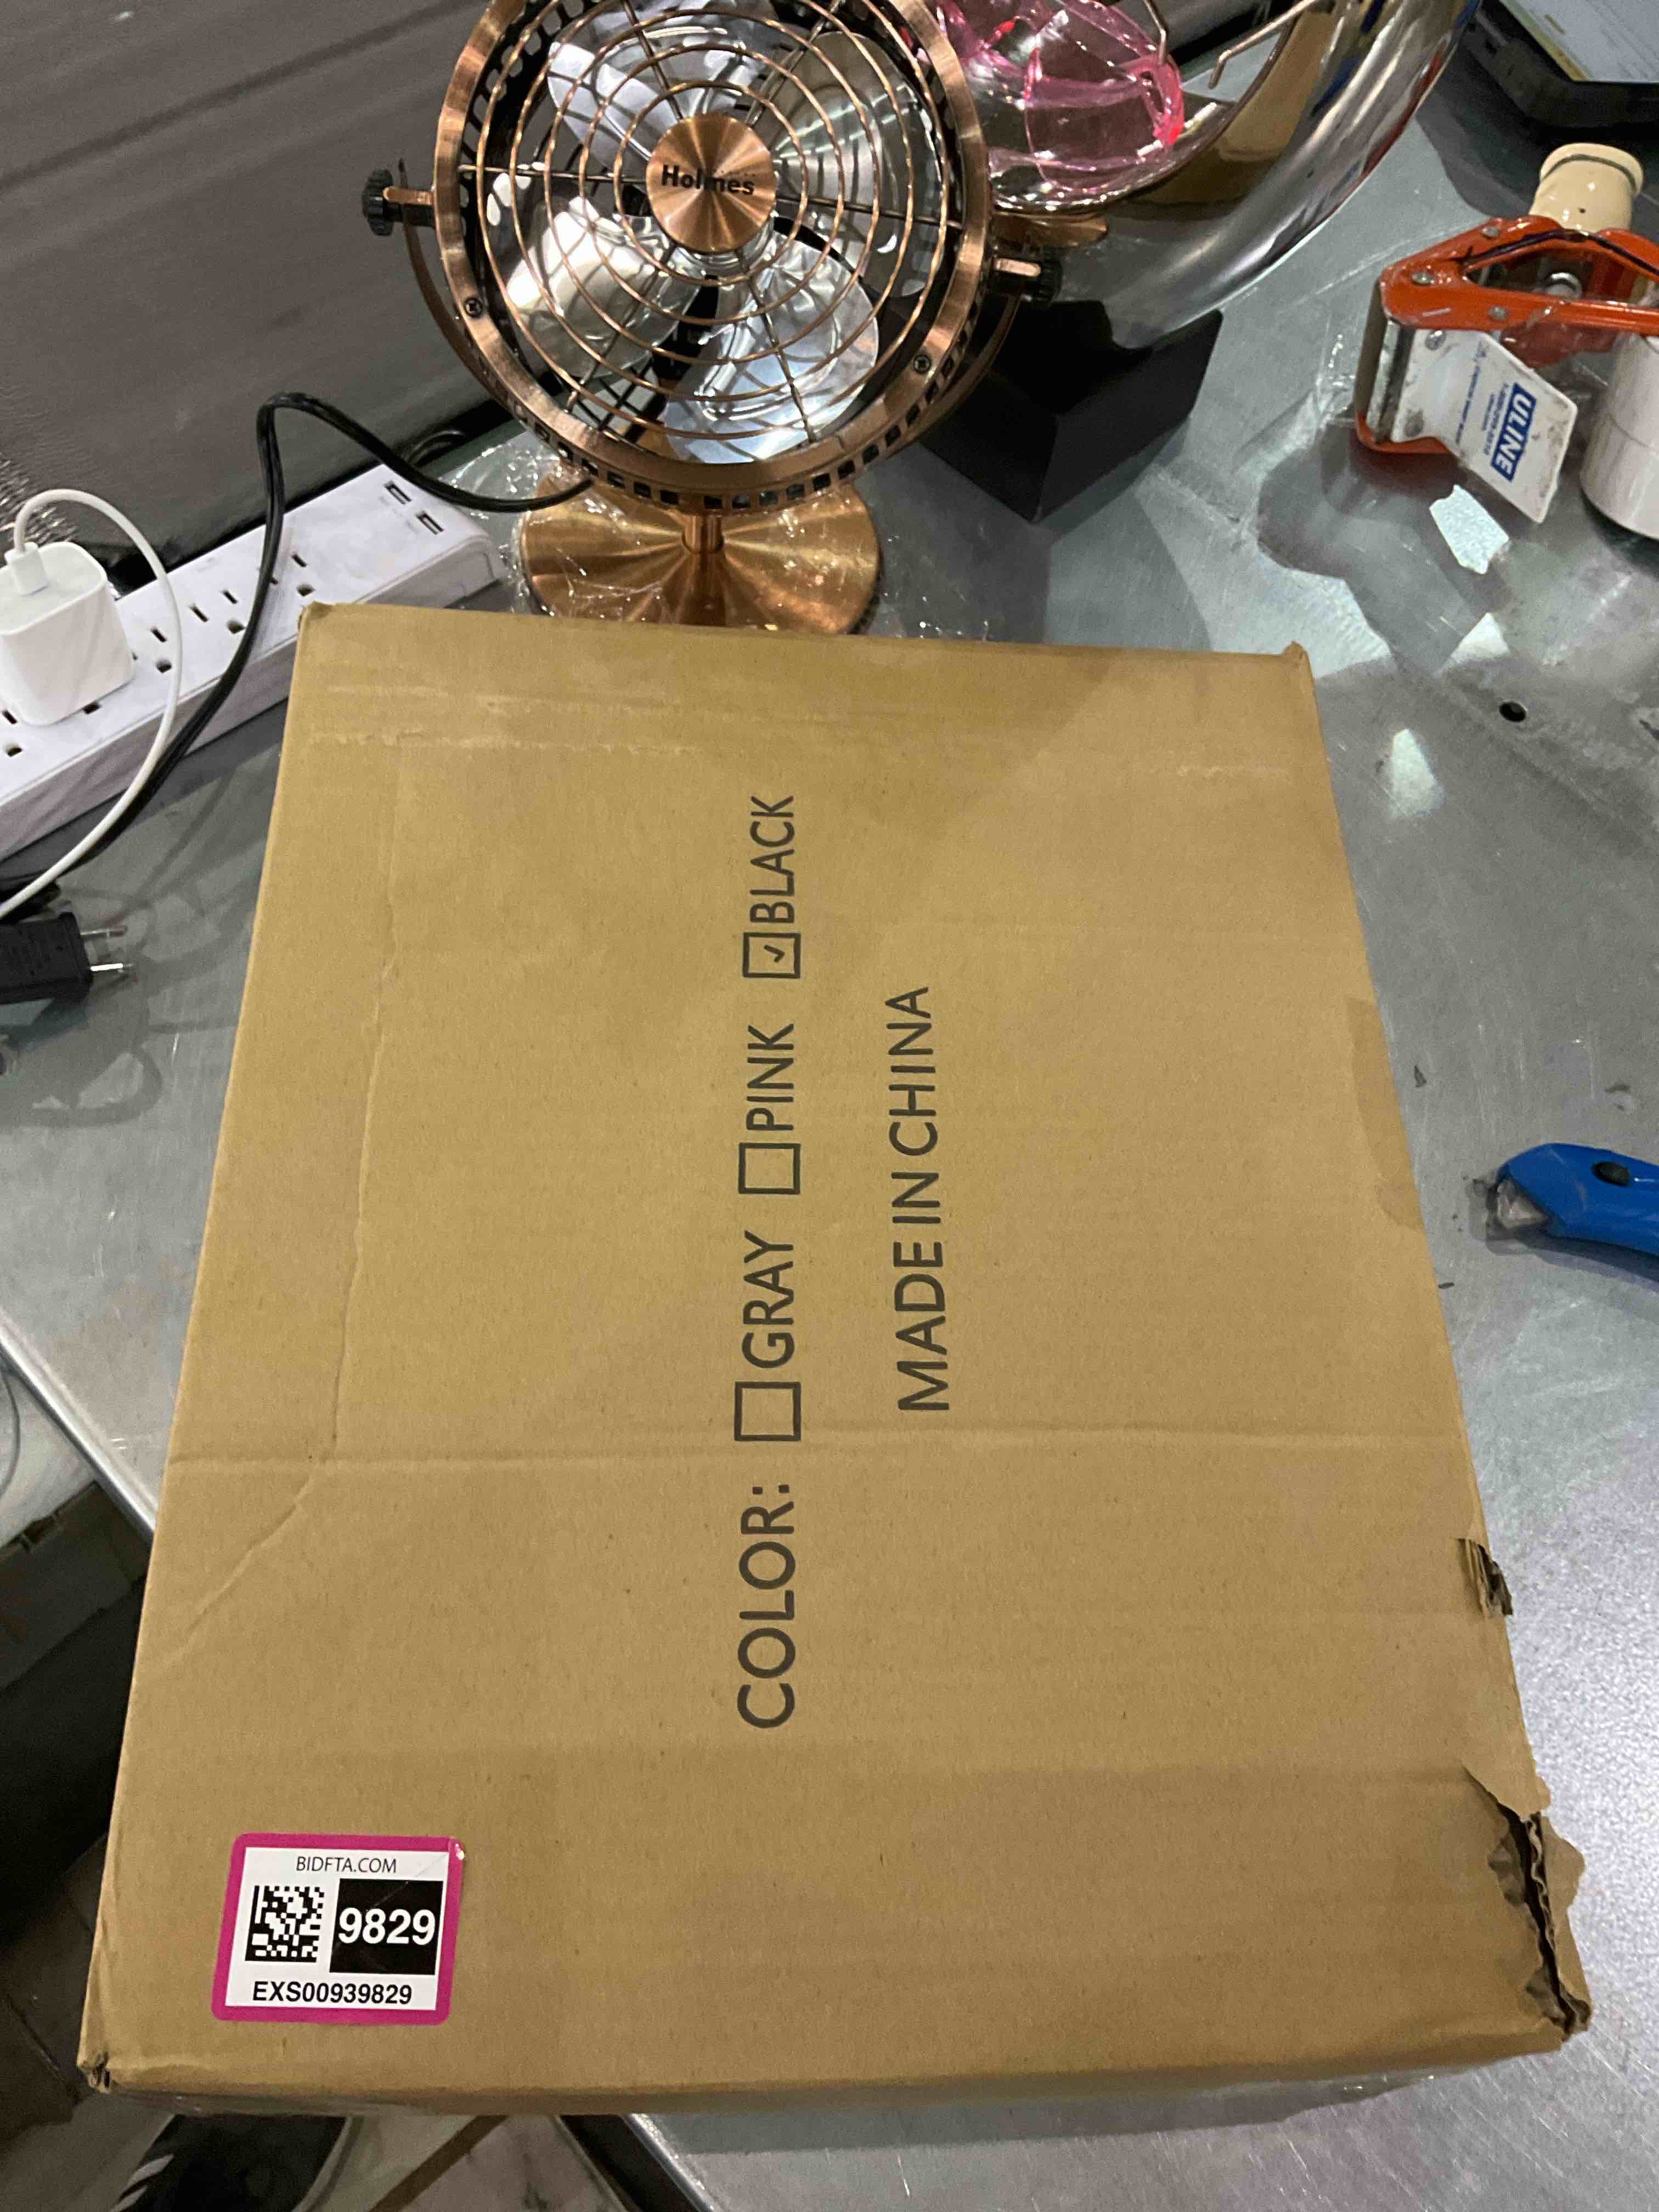 Holmes
ULINE
COLOR: GRAY PINK BLACK
MADE IN CHINA
BIDFTA.COM
9829
EXS00939829